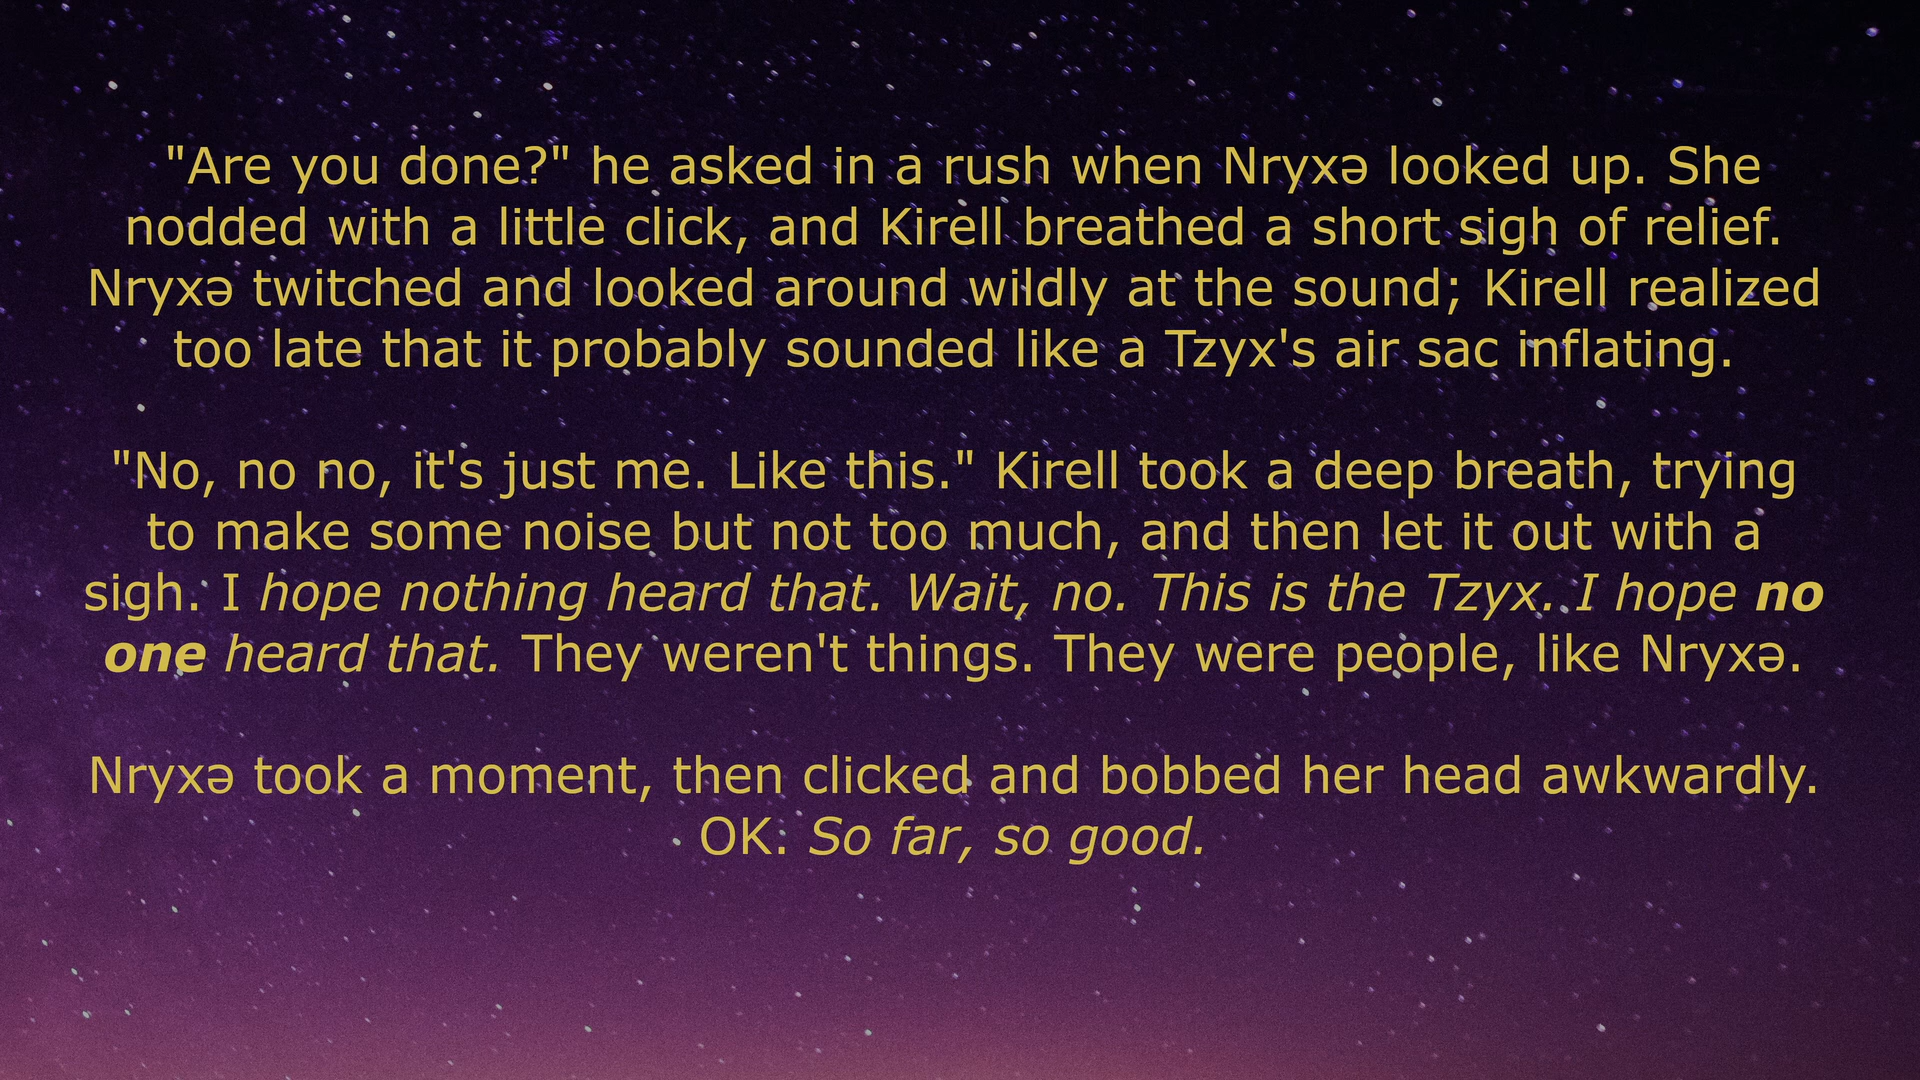 "Are you done?" he asked in a rush when Nryxə looked up. She
nodded with a little click, and Kirell breathed a short sigh of relief.
Nryxə twitched and looked around wildly at the sound; Kirell realized
too late that it probably sounded like a Tzyx's air sac inflating.
"No, no no, it's just me. Like this." Kirell took a deep breath, trying
to make some noise but not too much, and then let it out with a
sigh. I hope nothing heard that. Wait, no. This is the Tzyx. I hope no
one heard that. They weren't things. They were people, like Nryxə.
Nryxə took a moment, then clicked and bobbed her head awkwardly.
OK. So far, so good.